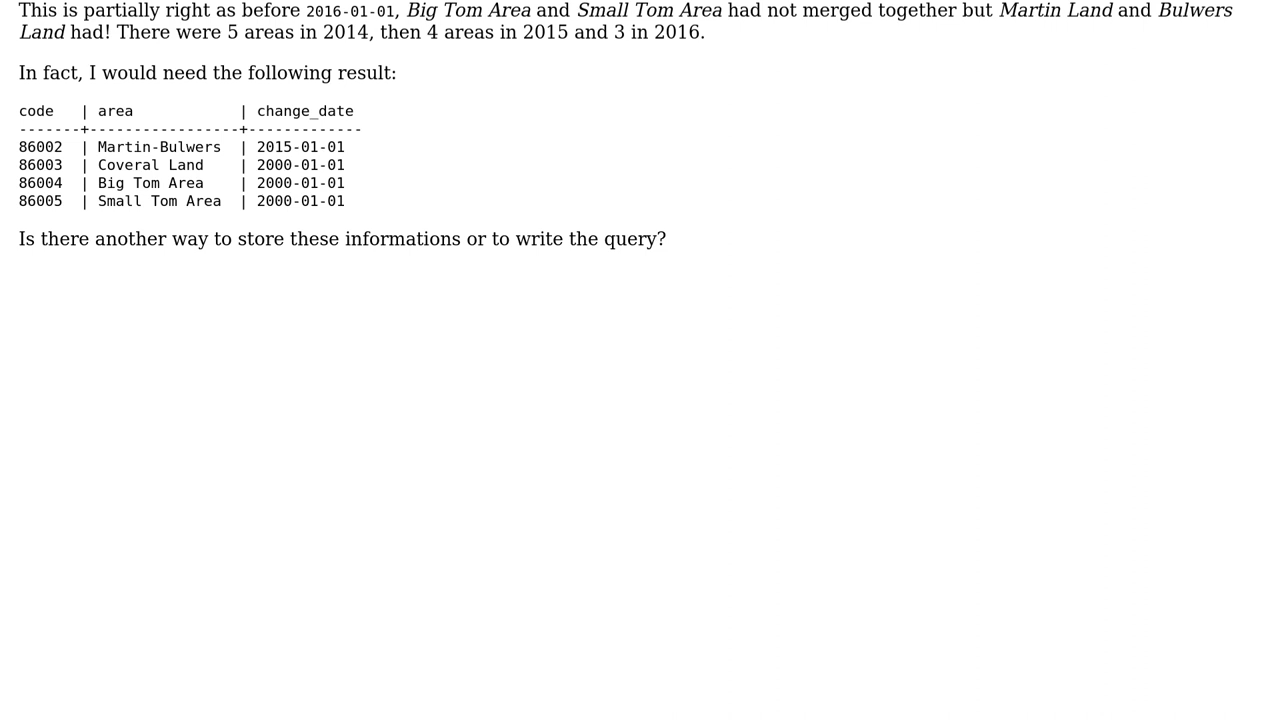 This is partially right as before 2016-01-01, Big Tom Area and Small Tom Area had not merged together but Martin Land and Bulwers
Land had! There were 5 areas in 2014, then 4 areas in 2015 and 3 in 2016.
In fact, I would need the following result:
code   | area            | change_date
-------+-----------------+-------------
86002  | Martin-Bulwers  | 2015-01-01
86003  | Coveral Land    | 2000-01-01
86004  | Big Tom Area    | 2000-01-01
86005  | Small Tom Area  | 2000-01-01
Is there another way to store these informations or to write the query?